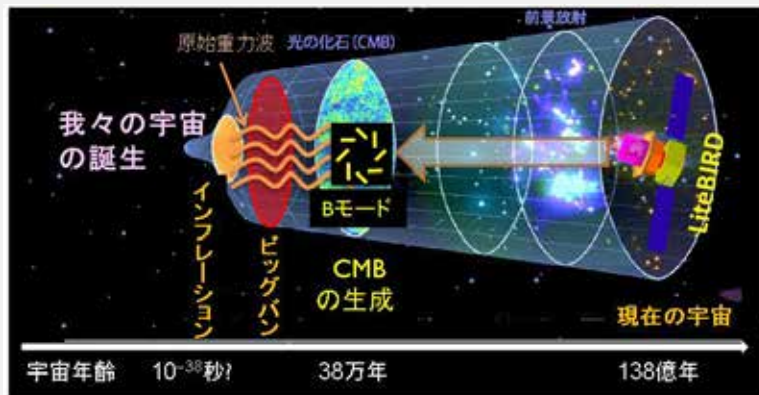 前景放射
原始重力波
光の化石(CMB)
我々の宇宙
の誕生
Bモード
LiteBIRD
インフレーション
ビッグバン
CMB
の生成
現在の宇宙
宇宙年齢
10⁻³⁸秒?
38万年
138億年